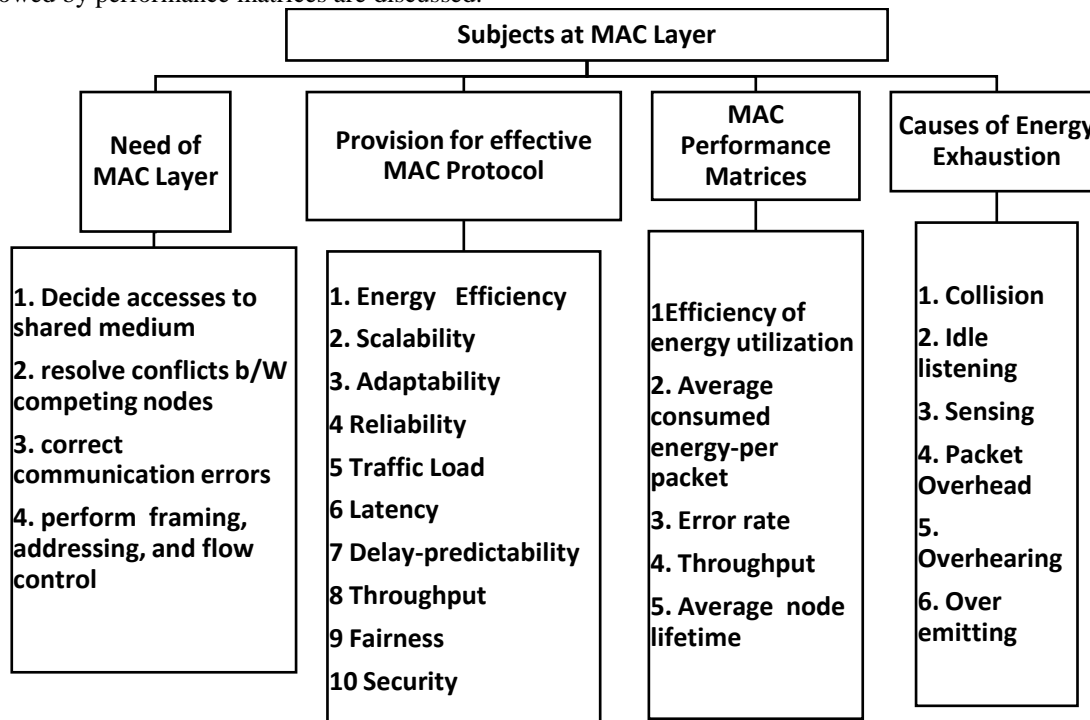 owed by performance matrices are discussed.
Subjects at MAC Layer
Need of
MAC Layer
1. Decide accesses to
shared medium
2. resolve conflicts b/W
competing nodes
3. correct
communication errors
4. perform  framing,
addressing, and flow
control
Provision for effective
MAC Protocol
1. Energy   Efficiency
2. Scalability
3. Adaptability
4 Reliability
5 Traffic Load
6 Latency
7 Delay-predictability
8 Throughput
9 Fairness
10 Security
MAC
Performance
Matrices
1Efficiency of
energy utilization
2. Average
consumed
energy-per
packet
3. Error rate
4. Throughput
5. Average  node
lifetime
Causes of Energy
Exhaustion
1. Collision
2. Idle
listening
3. Sensing
4. Packet
Overhead
5.
Overhearing
6. Over
emitting